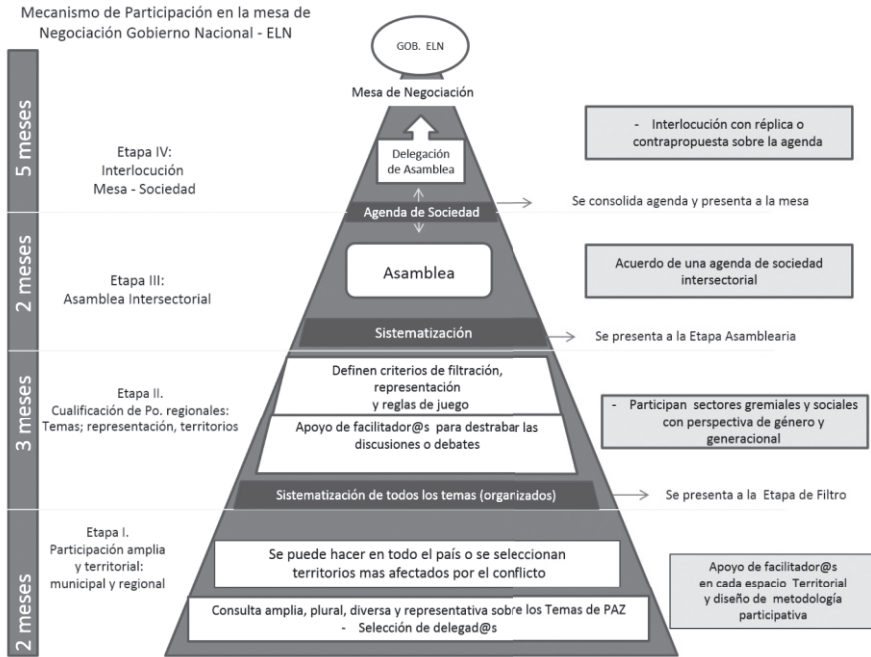 Mecanismo de Participación en la mesa de
Negociación Gobierno Nacional - ELN
GOB. ELN
Mesa de Negociación
5 meses
Etapa IV:
Interlocución
Mesa - Sociedad
Delegación
de Asamblea
- Interlocución con réplica o
contrapropuesta sobre la agenda
Agenda de Sociedad
Se consolida agenda y presenta a la mesa
2 meses
Etapa III:
Asamblea Intersectorial
Asamblea
Acuerdo de una agenda de sociedad
intersectorial
Sistematización
Se presenta a la Etapa Asamblearia
3 meses
Etapa II.
Cualificación de Po. regionales:
Temas; representación, territorios
Definen criterios de filtración,
representación
y reglas de juego
Apoyo de facilitador@s para destrabar las
discusiones o debates
- Participan sectores gremiales y sociales
con perspectiva de género y
generacional
Sistematización de todos los temas (organizados)
Se presenta a la Etapa de Filtro
2 meses
Etapa I.
Participación amplia
y territorial:
municipal y regional
Se puede hacer en todo el país o se seleccionan
territorios mas afectados por el conflicto
Consulta amplia, plural, diversa y representativa sobre los Temas de PAZ
- Selección de delegad@s
Apoyo de facilitador@s
en cada espacio Territorial
y diseño de metodología
participativa